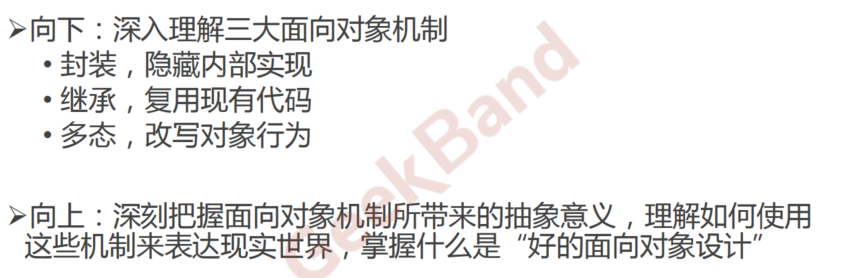 ➢向下：深入理解三大面向对象机制
• 封装，隐藏内部实现
• 继承，复用现有代码
• 多态，改写对象行为
➢向上：深刻把握面向对象机制所带来的抽象意义，理解如何使用
这些机制来表达现实世界，掌握什么是“好的面向对象设计”
GeekBand